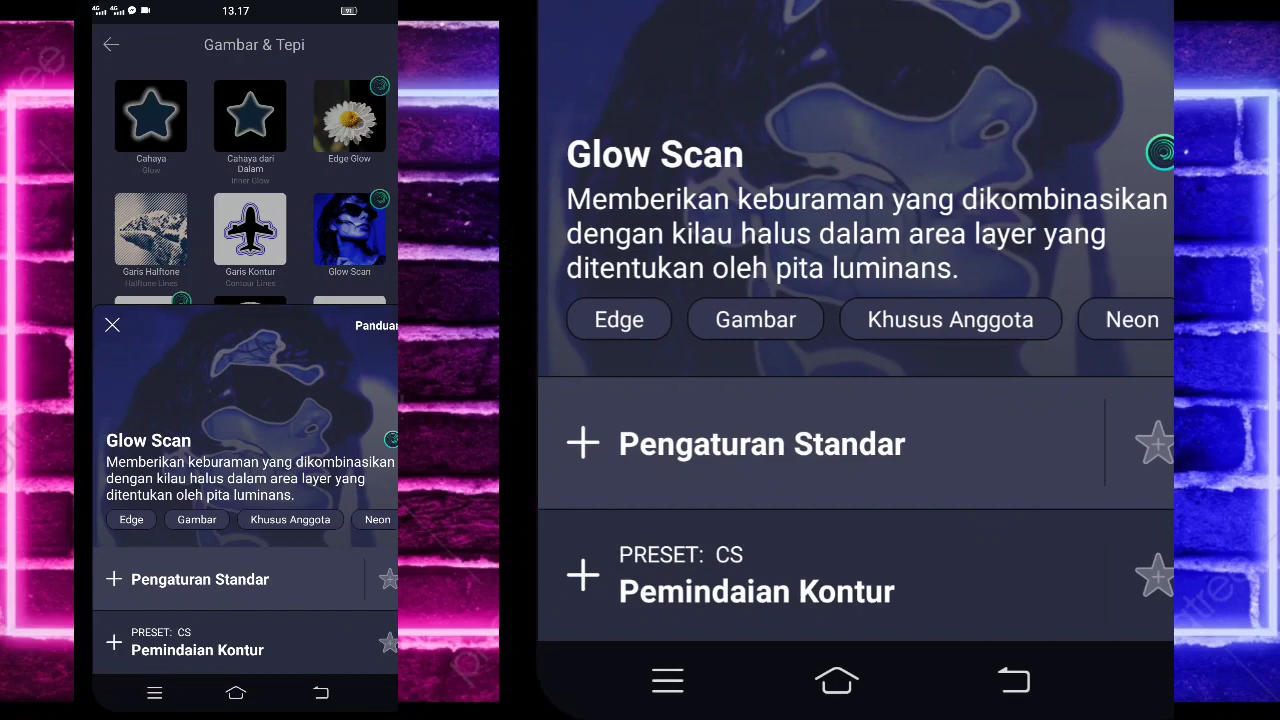 13.17
91
Gambar & Tepi
Cahaya
Glow
Cahaya dari
Dalam
Inner Glow
Edge Glow
Garis Halftone
Halftone Lines
Garis Kontur
Contour Lines
Glow Scan
Panduan
Glow Scan
Memberikan keburaman yang dikombinasikan
dengan kilau halus dalam area layer yang
ditentukan oleh pita luminans.
Edge
Gambar
Khusus Anggota
Neon
Pengaturan Standar
PRESET: CS
Pemindaian Kontur
Glow Scan
Memberikan keburaman yang dikombinasikan
dengan kilau halus dalam area layer yang
ditentukan oleh pita luminans.
Edge
Gambar
Khusus Anggota
Neon
Pengaturan Standar
PRESET: CS
Pemindaian Kontur